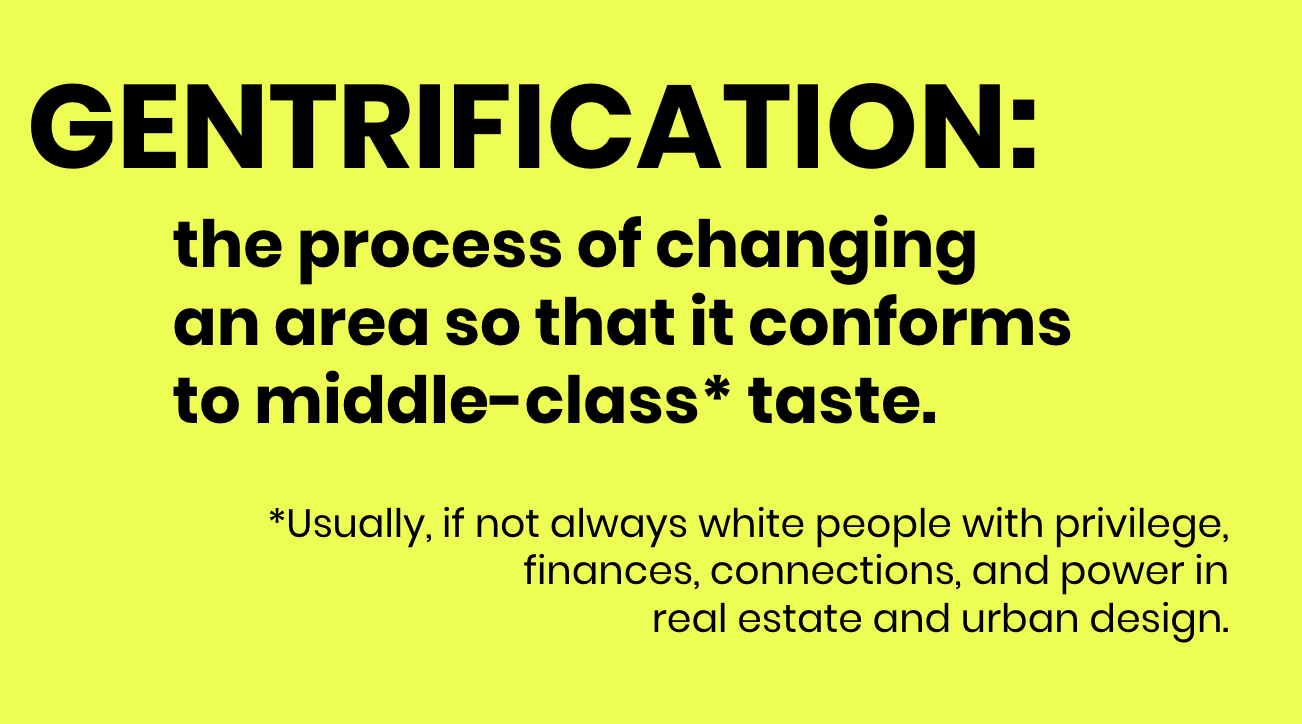 GENTRIFICATION:
the process of changing
an area so that it conforms
to middle-class* taste.
*Usually, if not always white people with privilege,
finances, connections, and power in
real estate and urban design.